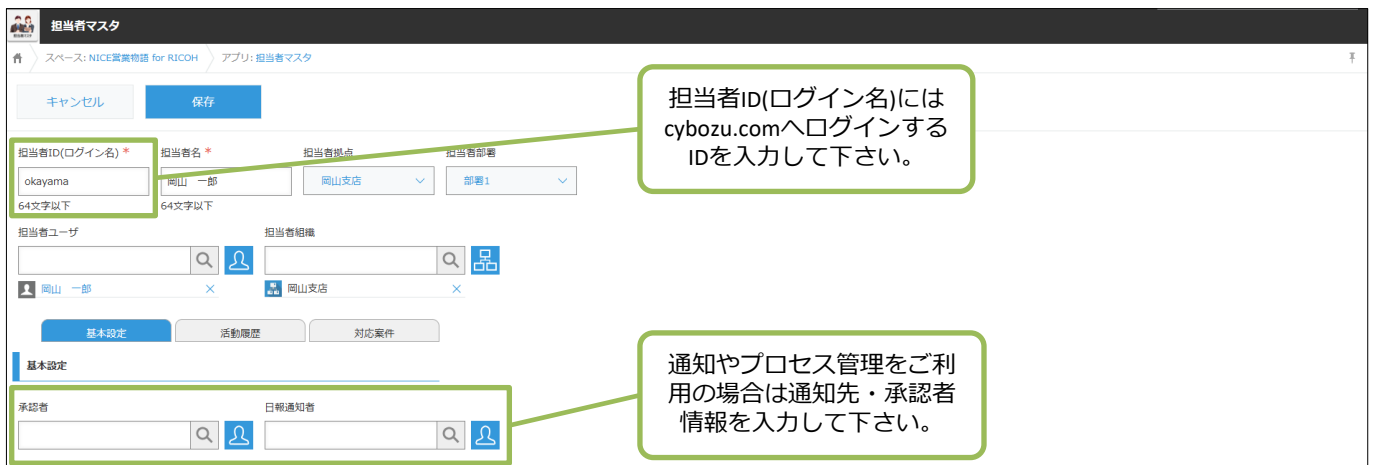 担当者マスタ
スペース: NICE営業物語 for RICOH アプリ: 担当者マスタ
キャンセル 保存
担当者ID(ログイン名)には
cybozu.comへログインする
IDを入力して下さい。
担当者ID(ログイン名) * 担当者名 * 担当者拠点 担当者部署
okayama 岡山 一郎 岡山支店 部署1
64文字以下 64文字以下
担当者ユーザ 担当者組織
岡山 一郎 × 岡山支店 ×
基本設定 活動履歴 対応案件
基本設定
通知やプロセス管理をご利
用の場合は通知先・承認者
情報を入力して下さい。
承認者 日報通知者